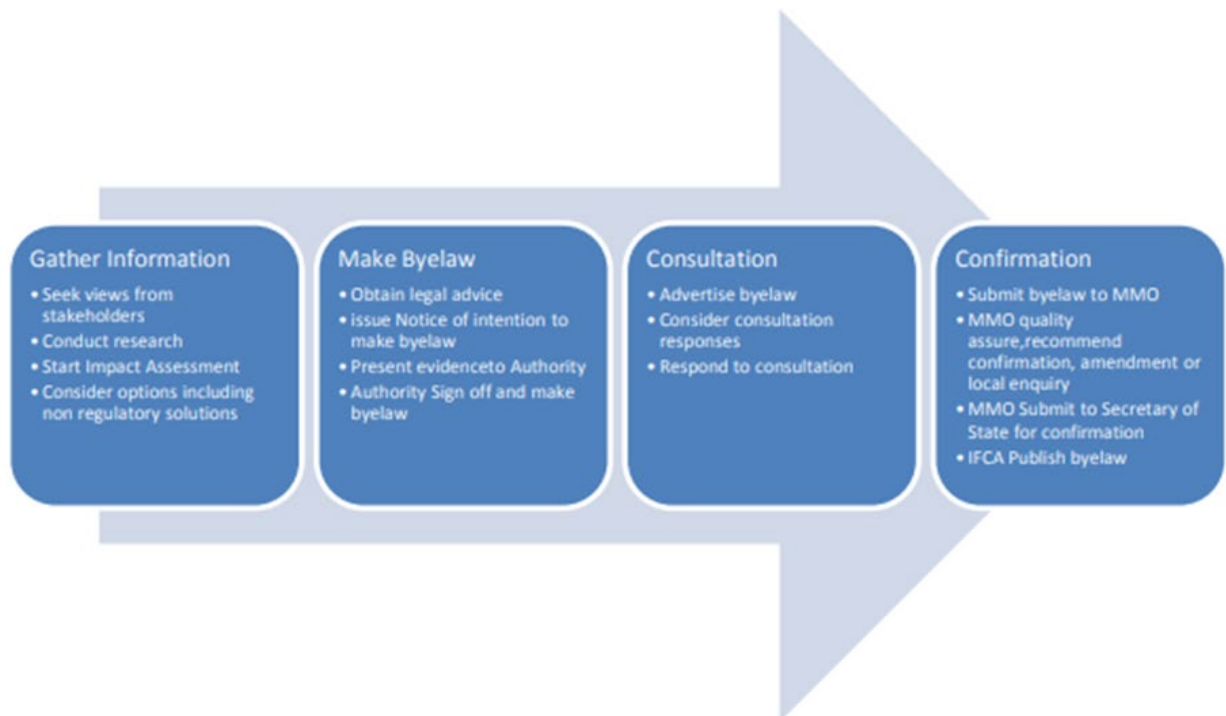 Gather Information
• Seek views from
stakeholders
• Conduct research
• Start Impact Assessment
• Consider options including
non regulatory solutions
Make Byelaw
• Obtain legal advice
• issue Notice of intention to
make byelaw
• Present evidenceto Authority
• Authority Sign off and make
byelaw
Consultation
• Advertise byelaw
• Consider consultation
responses
• Respond to consultation
Confirmation
• Submit byelaw to MMO
• MMO quality
assure,recommend
confirmation, amendment or
local enquiry
• MMO Submit to Secretary of
State for confirmation
• IFCA Publish byelaw